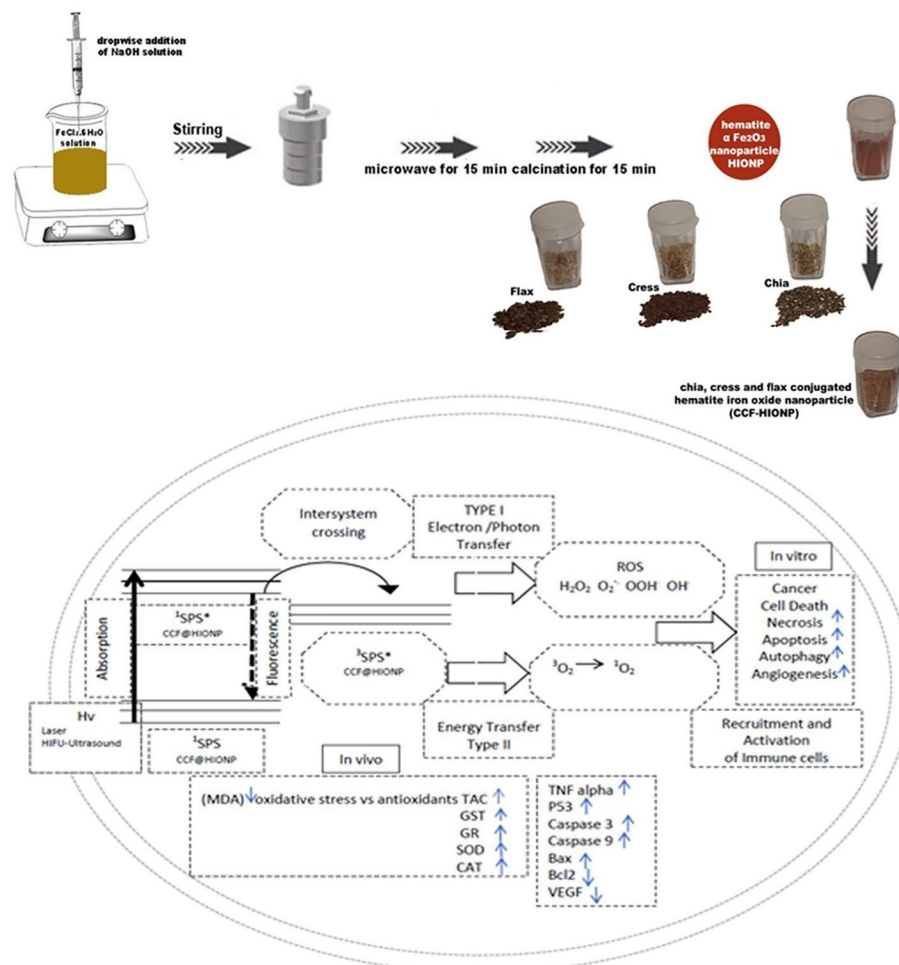 dropwise addition
of NaOH solution
FeCl3.6 H2O
solution
Stirring
microwave for 15 min calcination for 15 min
hematite
α Fe2O3
nanoparticle
HIONP
Flax
Cress
Chia
chia, cress and flax conjugated
hematite iron oxide nanoparticle
(CCF-HIONP)
Intersystem
crossing
TYPE I
Electron /Photon
Transfer
ROS
H2O2 O2•- OOH· OH·
In vitro
Cancer
Cell Death
Necrosis ↑
Apoptosis ↑
Autophagy ↑
Angiogenesis ↑
Absorption
1SPS*
CCF@HIONP
Fluorescence
3SPS*
CCF@HIONP
3O2 → 1O2
Hv
Laser
HIFU-Ultrasound
1SPS
CCF@HIONP
Energy Transfer
Type II
Recruitment and
Activation
of Immune cells
In vivo
(MDA)↓oxidative stress vs antioxidants TAC ↑
GST ↑
GR ↑
SOD ↑
CAT ↑
TNF alpha ↑
P53 ↑
Caspase 3 ↑
Caspase 9 ↑
Bax ↑
Bcl2 ↓
VEGF ↓